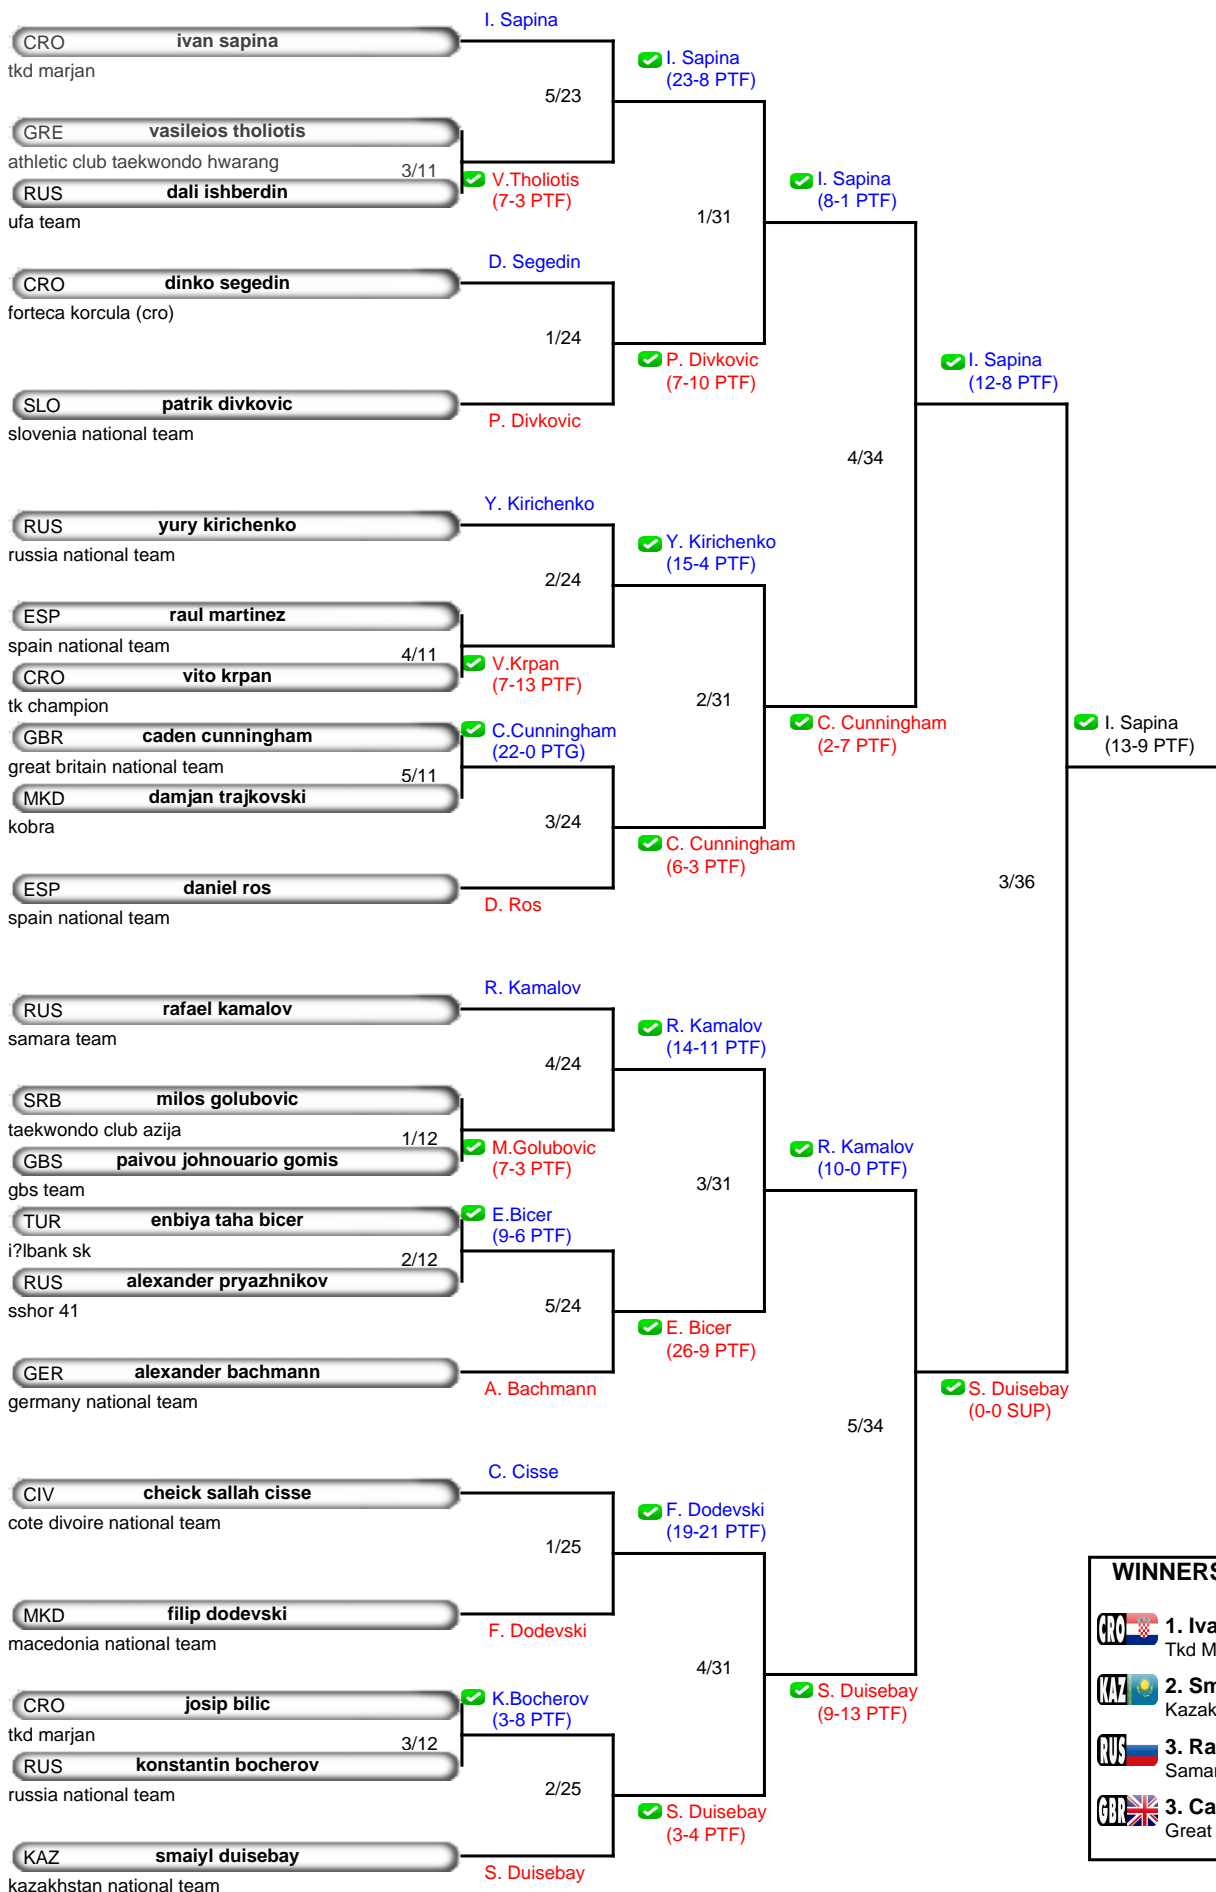 I. Sapina
CRO ivan sapina
tkd marjan
I. Sapina
(23-8 PTF)
5/23
GRE vasileios tholiotis
athletic club taekwondo hwarang
3/11
V.Tholiotis
(7-3 PTF)
RUS dali ishberdin
ufa team
I. Sapina
(8-1 PTF)
1/31
D. Segedin
CRO dinko segedin
forteca korcula (cro)
1/24
P. Divkovic
(7-10 PTF)
I. Sapina
(12-8 PTF)
SLO patrik divkovic
P. Divkovic
slovenia national team
4/34
Y. Kirichenko
RUS yury kirichenko
russia national team
Y. Kirichenko
(15-4 PTF)
2/24
ESP raul martinez
spain national team
4/11
V.Krpan
(7-13 PTF)
CRO vito krpan
tk champion
2/31
GBR caden cunningham
C.Cunningham
(22-0 PTG)
C. Cunningham
(2-7 PTF)
I. Sapina
(13-9 PTF)
great britain national team
5/11
MKD damjan trajkovski
kobra
3/24
C. Cunningham
(6-3 PTF)
ESP daniel ros
D. Ros
spain national team
3/36
R. Kamalov
RUS rafael kamalov
samara team
R. Kamalov
(14-11 PTF)
4/24
SRB milos golubovic
taekwondo club azija
1/12
M.Golubovic
(7-3 PTF)
GBS paivou johnouario gomis
gbs team
R. Kamalov
(10-0 PTF)
3/31
TUR enbiya taha bicer
E.Bicer
(9-6 PTF)
i?lbank sk
2/12
RUS alexander pryazhnikov
sshor 41
5/24
E. Bicer
(26-9 PTF)
GER alexander bachmann
A. Bachmann
germany national team
S. Duisebay
(0-0 SUP)
5/34
C. Cisse
CIV cheick sallah cisse
cote divoire national team
F. Dodevski
(19-21 PTF)
1/25
MKD filip dodevski
F. Dodevski
macedonia national team
4/31
CRO josip bilic
K.Bocherov
(3-8 PTF)
S. Duisebay
(9-13 PTF)
tkd marjan
3/12
RUS konstantin bocherov
russia national team
2/25
S. Duisebay
(3-4 PTF)
KAZ smaiyl duisebay
S. Duisebay
kazakhstan national team
WINNERS
CRO 1. Iva
Tkd M
KAZ 2. Sm
Kazak
RUS 3. Ra
Samar
GBR 3. Ca
Great